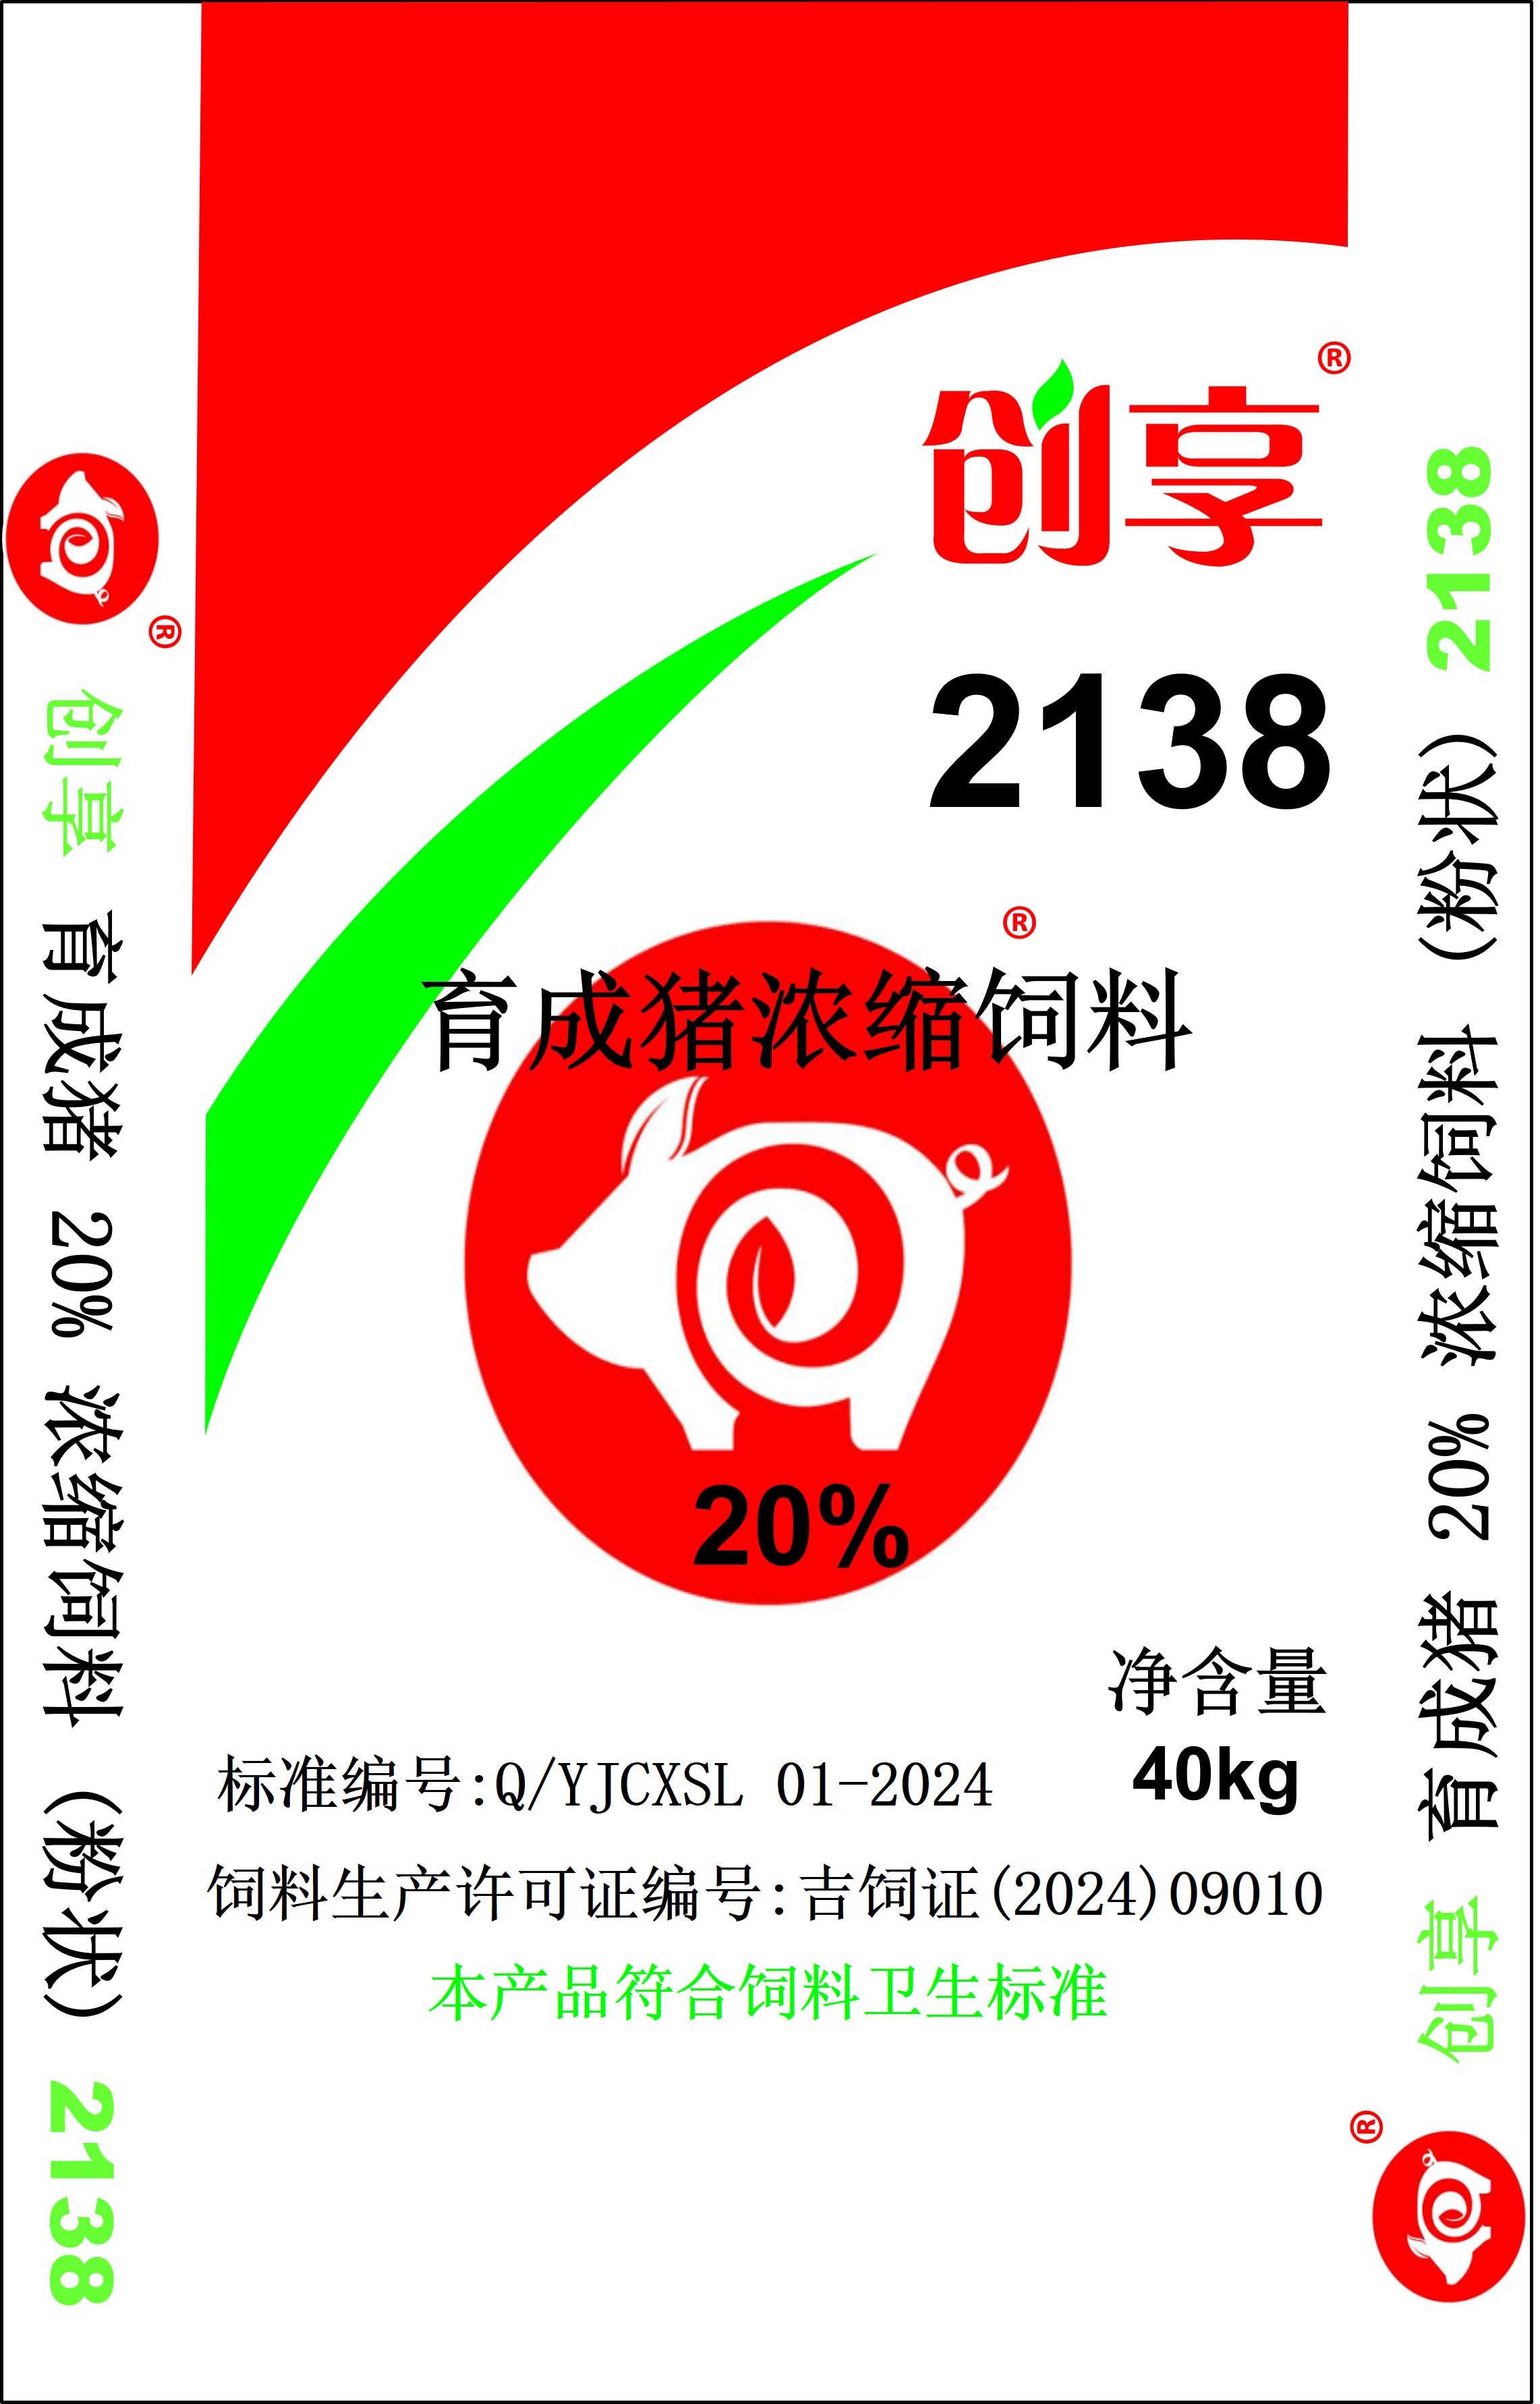 创享®
2138
®
育成猪浓缩饲料
20%
净含量
40kg
标准编号:Q/YJCXSL 01-2024
饲料生产许可证编号:吉饲证(2024)09010
本产品符合饲料卫生标准
®
创享 育成猪 20% 浓缩饲料（粉状） 2138
®
创享 育成猪 20% 浓缩饲料（粉状） 2138